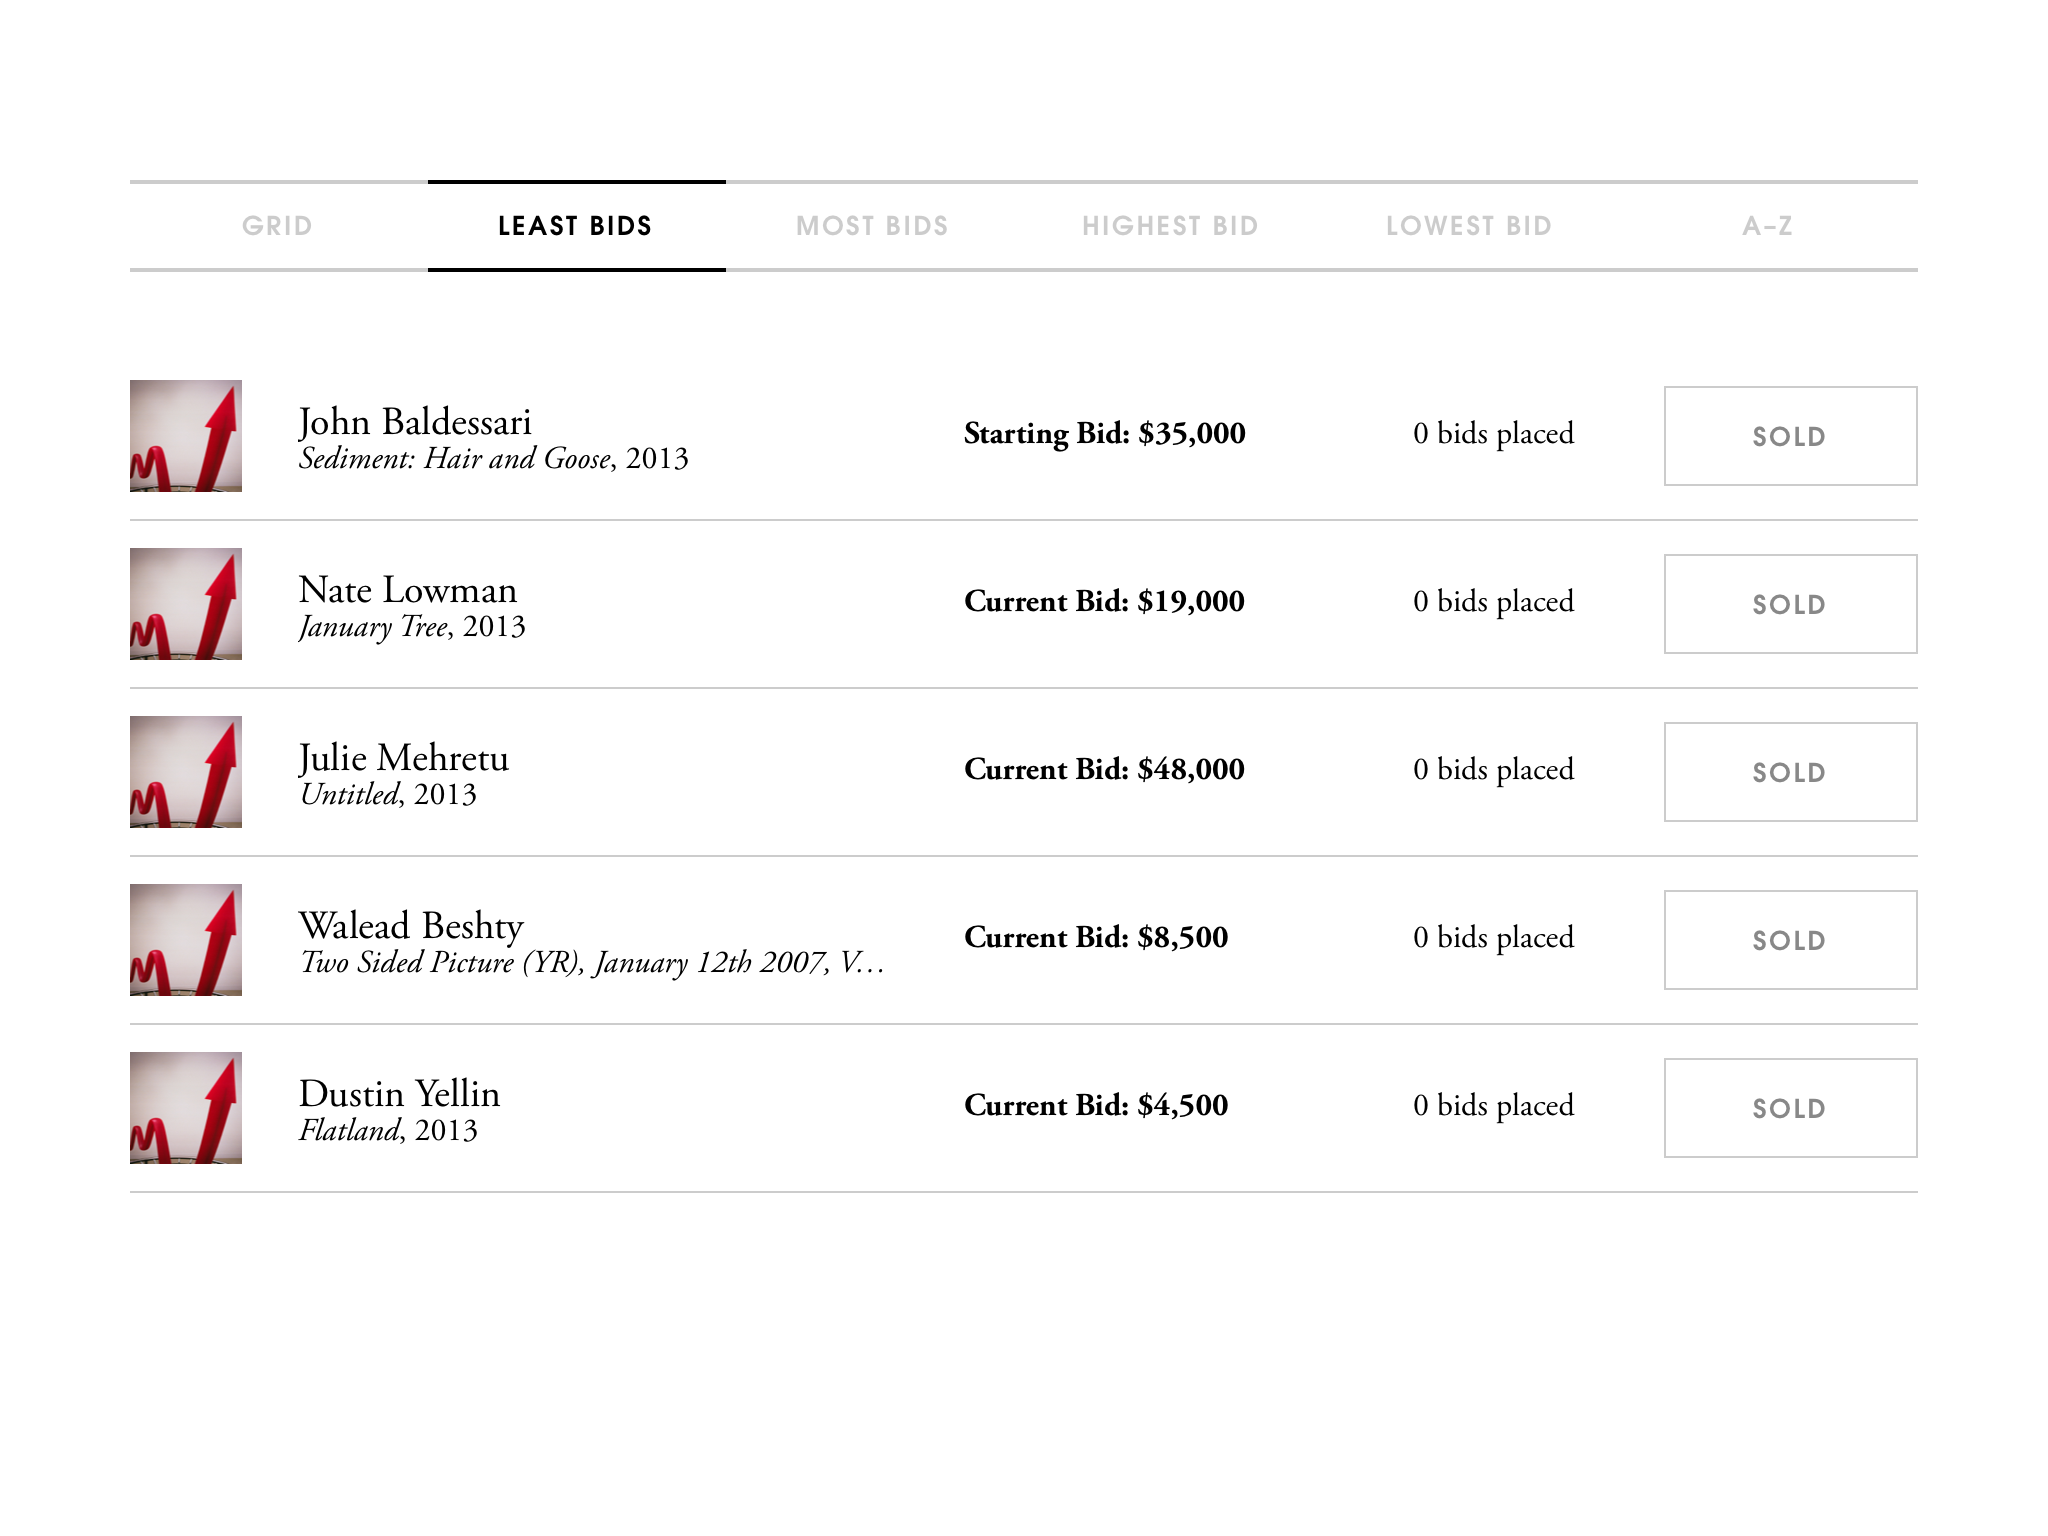 GRID LEAST BIDS MOST BIDS HIGHEST BID LOWEST BID A–Z
John Baldessari
Sediment: Hair and Goose, 2013
Starting Bid: $35,000
0 bids placed
SOLD
Nate Lowman
January Tree, 2013
Current Bid: $19,000
0 bids placed
SOLD
Julie Mehretu
Untitled, 2013
Current Bid: $48,000
0 bids placed
SOLD
Walead Beshty
Two Sided Picture (YR), January 12th 2007, V…
Current Bid: $8,500
0 bids placed
SOLD
Dustin Yellin
Flatland, 2013
Current Bid: $4,500
0 bids placed
SOLD